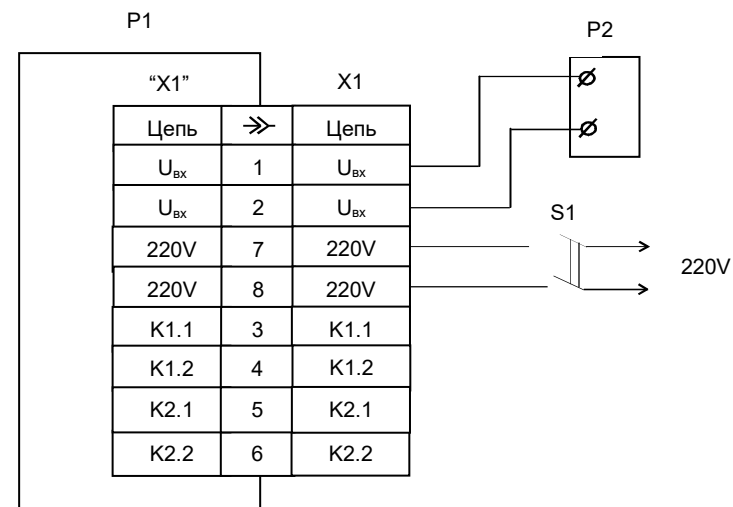 P1
P2
“X1” X1
Цепь Цепь
Uвх 1 Uвх
Uвх 2 Uвх
S1
220V 7 220V
220V
220V 8 220V
K1.1 3 K1.1
K1.2 4 K1.2
K2.1 5 K2.1
K2.2 6 K2.2